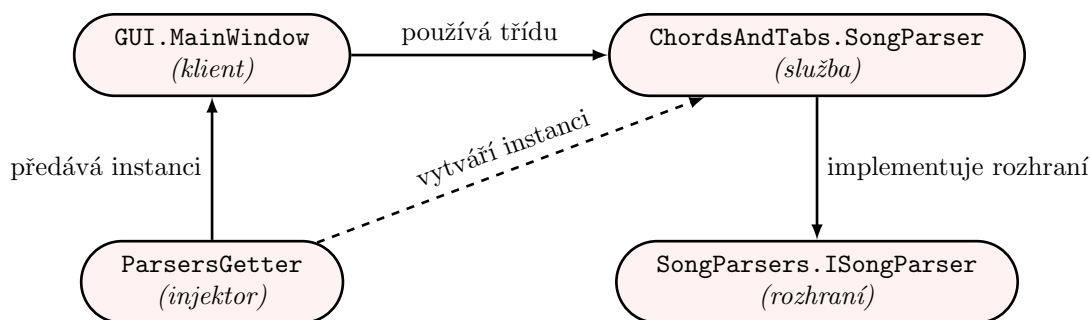 GUI.MainWindow
(klient)
používá třídu
ChordsAndTabs.SongParser
(služba)
předává instanci
vytváří instanci
implementuje rozhraní
ParsersGetter
(injektor)
SongParsers.ISongParser
(rozhraní)